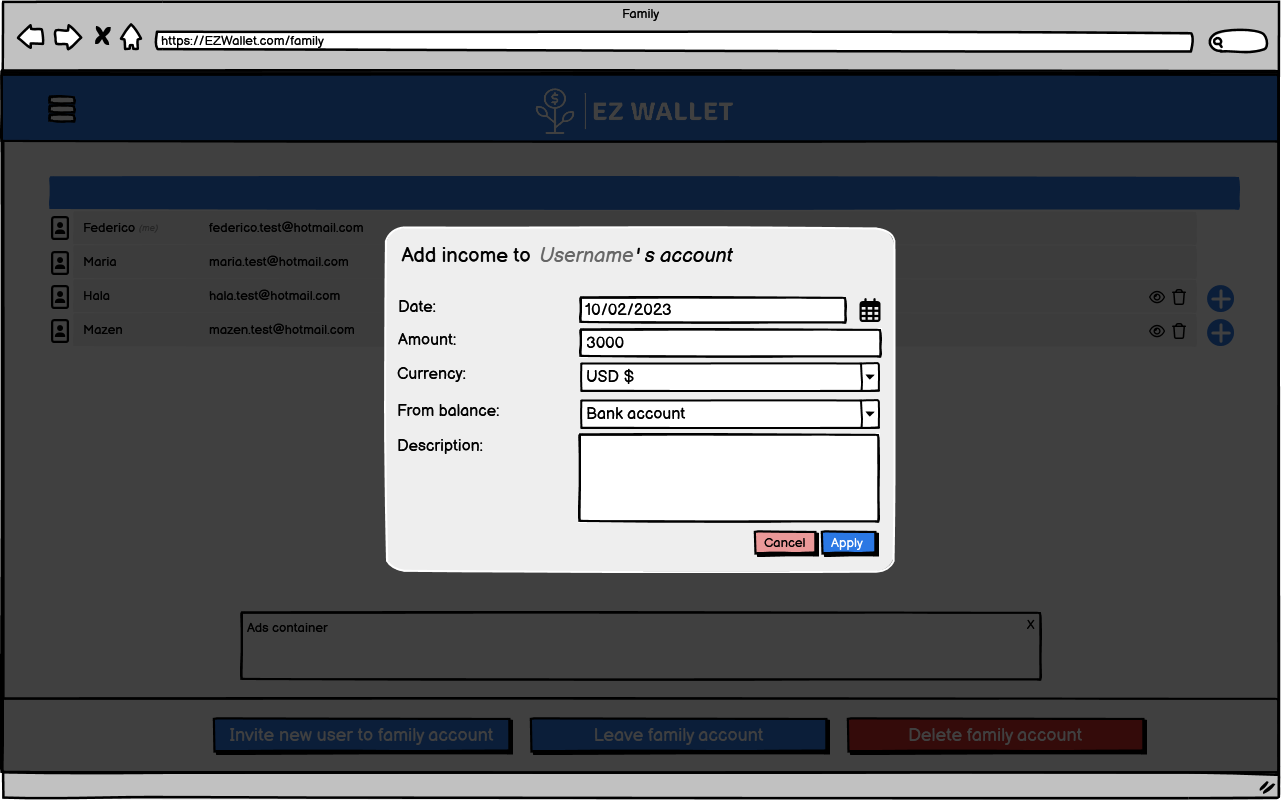 Family
https://EZWallet.com/family
EZ WALLET
Federico (me) federico.test@hotmail.com
Maria maria.test@hotmail.com
Hala hala.test@hotmail.com
Mazen mazen.test@hotmail.com
Add income to Username's account
Date: 10/02/2023
Amount: 3000
Currency: USD $
From balance: Bank account
Description:
Cancel Apply
Ads container X
Invite new user to family account Leave family account Delete family account